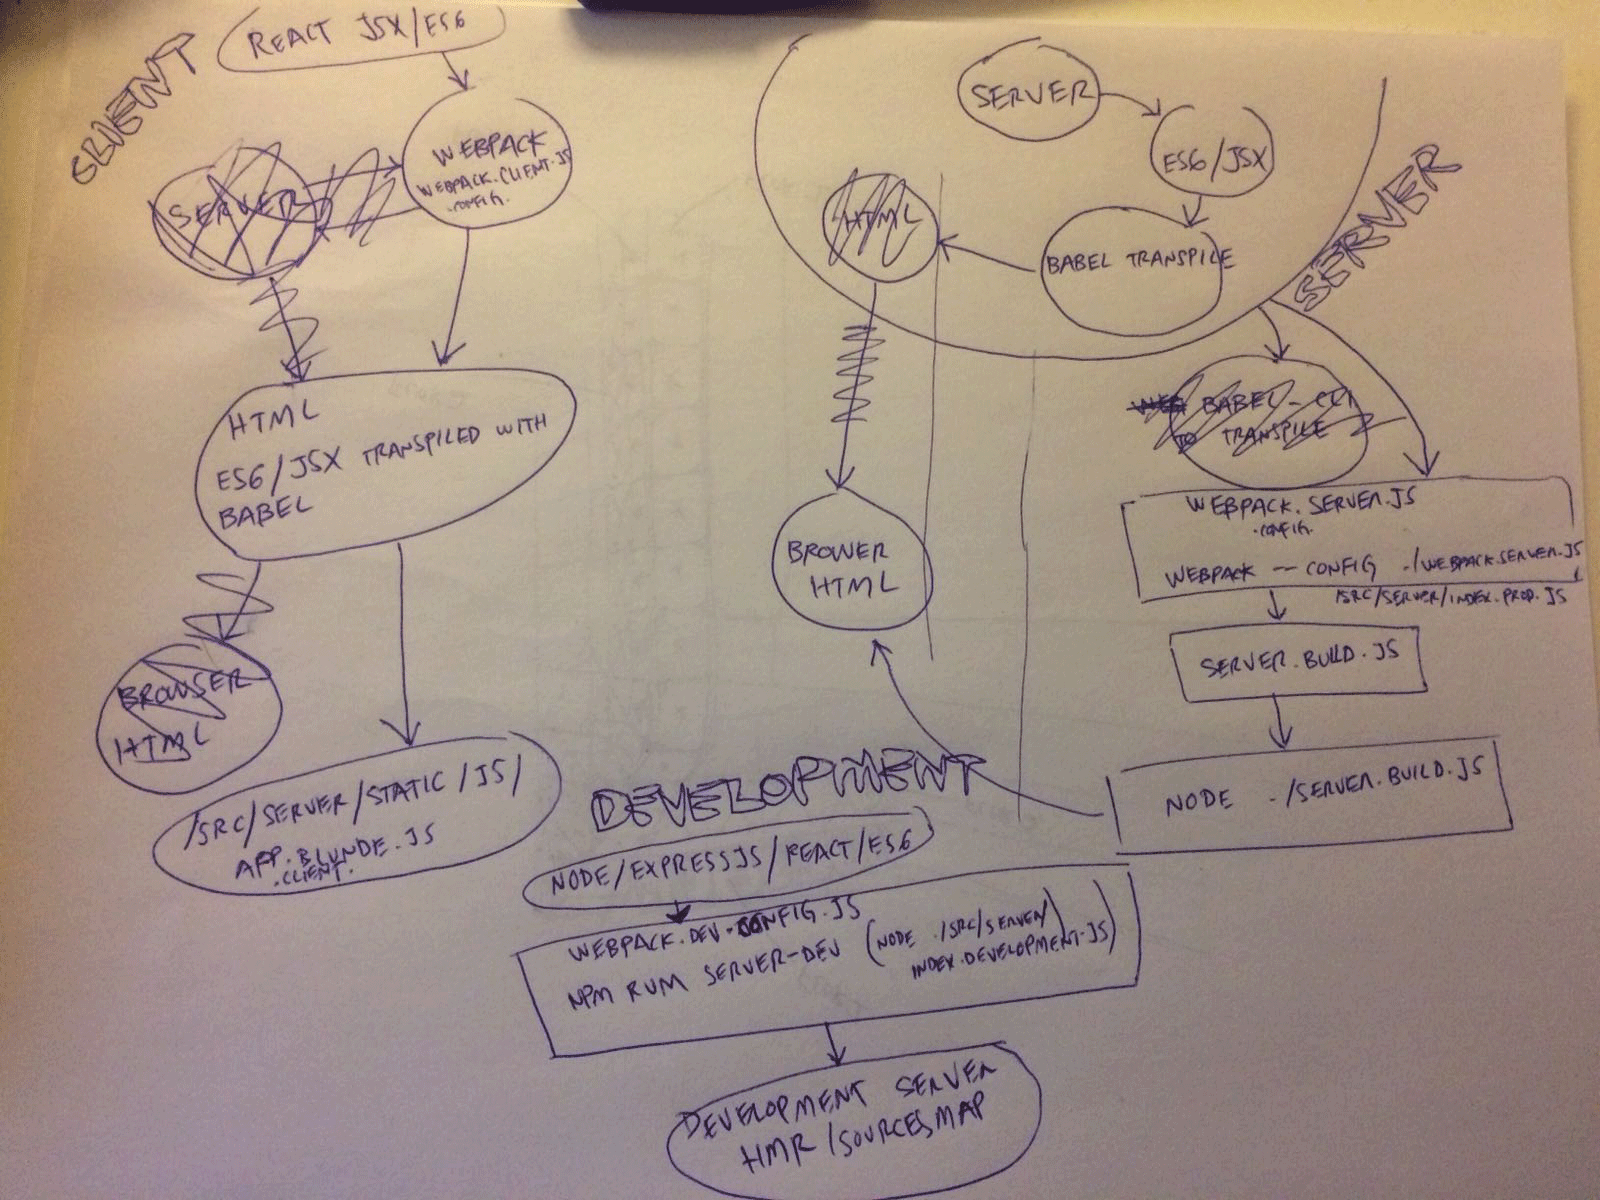 CLIENT
REACT JSX/ES6
WEBPACK
WEBPACK.CLIENT.JS
.CONFIG.
SERVER
HTML
ES6/JSX TRANSPILED WITH
BABEL
BROWSER
HTML
/SRC/SERVER/STATIC/JS/
APP.BLUNDE.JS
.CLIENT.
SERVER
SERVER
ES6/JSX
BABEL TRANSPILE
HTML
BROWER
HTML
WEB BABEL-CLI
TO TRANSPILE
WEBPACK.SERVER.JS
.CONFIG.
WEBPACK -- CONFIG ./WEBPACK.SERVER.JS
/SRC/SERVER/INDEX.PROD.JS
SERVER.BUILD.JS
NODE ./SERVER.BUILD.JS
DEVELOPMENT
NODE/EXPRESSJS/REACT/ES6
WEBPACK.DEV.CONFIG.JS
NPM RUM SERVER-DEV (NODE ./SRC/SERVER/
INDEX.DEVELOPMENT.JS)
DEVELOPMENT SERVER
HMR/SOURCESMAP